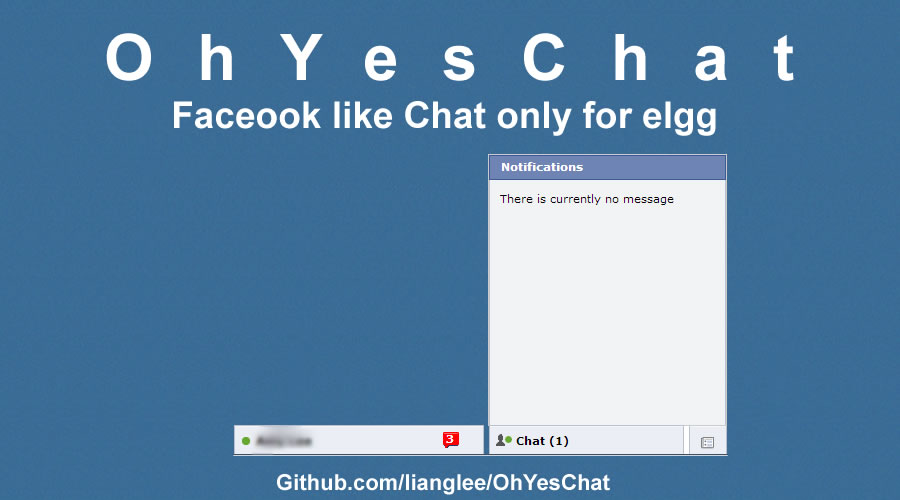 OhYesChat
Faceook like Chat only for elgg
Notifications
There is currently no message
3
Chat (1)
Github.com/lianglee/OhYesChat